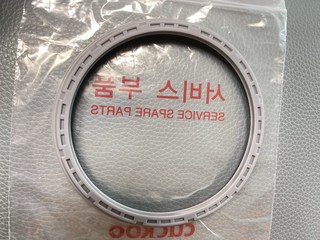 서비스 부품
SERVICE SPARE PARTS
CUCKOO